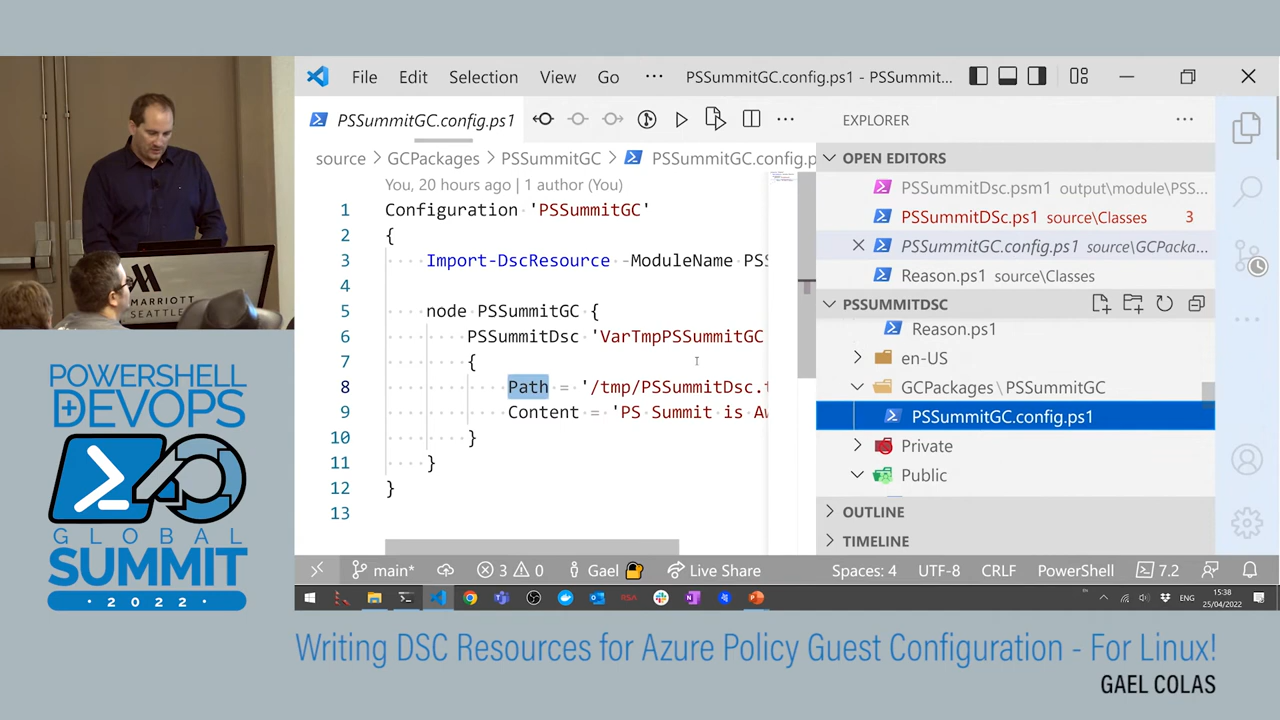 File Edit Selection View Go ··· PSSummitGC.config.ps1 - PSSummit...
PSSummitGC.config.ps1
source > GCPackages > PSSummitGC > PSSummitGC.config.p
You, 20 hours ago | 1 author (You)
1 Configuration 'PSSummitGC'
2 {
3 Import-DscResource -ModuleName PSS
4
5 node PSSummitGC {
6 PSSummitDsc 'VarTmpPSSummitGC
7 {
8 Path = '/tmp/PSSummitDsc.
9 Content = 'PS Summit is Aw
10 }
11 }
12 }
13
EXPLORER
OPEN EDITORS
PSSummitDsc.psm1 output\module\PSS...
PSSummitDSc.ps1 source\Classes 3
PSSummitGC.config.ps1 source\GCPacka...
Reason.ps1 source\Classes
PSSUMMITDSC
Reason.ps1
en-US
GCPackages \ PSSummitGC
PSSummitGC.config.ps1
Private
Public
OUTLINE
TIMELINE
main* 3 0 Gael Live Share Spaces: 4 UTF-8 CRLF PowerShell 7.2
RSA ENG 15:38
25/04/2022
MARRIOTT
SEATTLE
POWERSHELL
+DEVOPS
GLOBAL
SUMMIT
· 2022 ·
Writing DSC Resources for Azure Policy Guest Configuration - For Linux!
GAEL COLAS